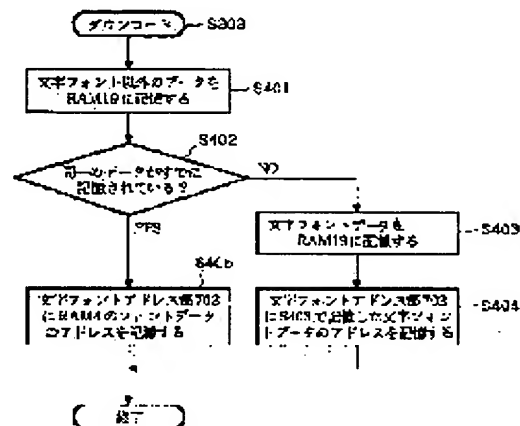 ダウンロード
S303
文字フォント以外のデータを
RAM19に記憶する
S401
S402
同一のデータがすでに
記憶されている?
NO
YES
文字フォントデータを
RAM19に記憶する
S403
S405
文字フォントアドレス部703
にRAM4のフォントデータ
のアドレスを記憶する
文字フォントアドレス部703
にS403で記憶した文字フォン
トデータのアドレスを記憶する
S404
終了